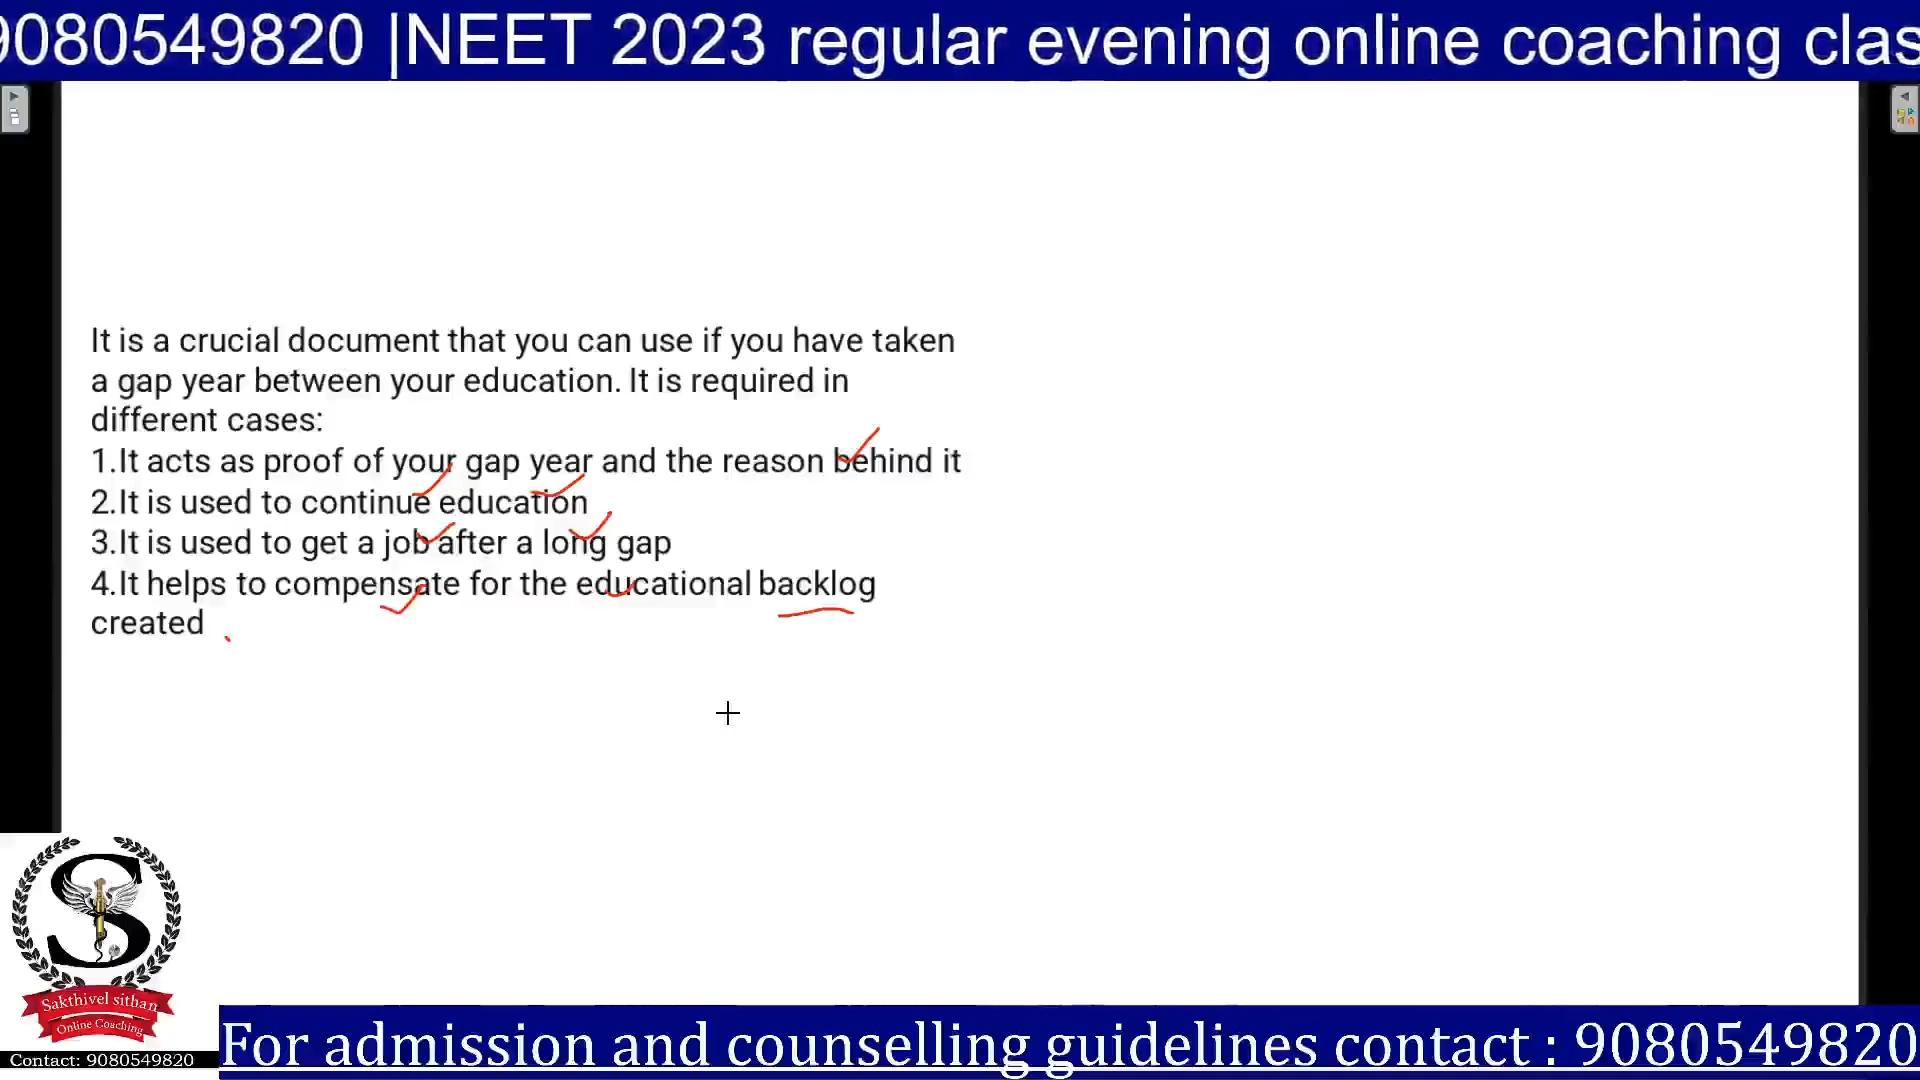 9080549820 |NEET 2023 regular evening online coaching clas
It is a crucial document that you can use if you have taken
a gap year between your education. It is required in
different cases:
1.It acts as proof of your gap year and the reason behind it
2.It is used to continue education
3.It is used to get a job after a long gap
4.It helps to compensate for the educational backlog
created
S
Sakthivel sithan
Online Coaching
Contact: 9080549820
For admission and counselling guidelines contact : 9080549820